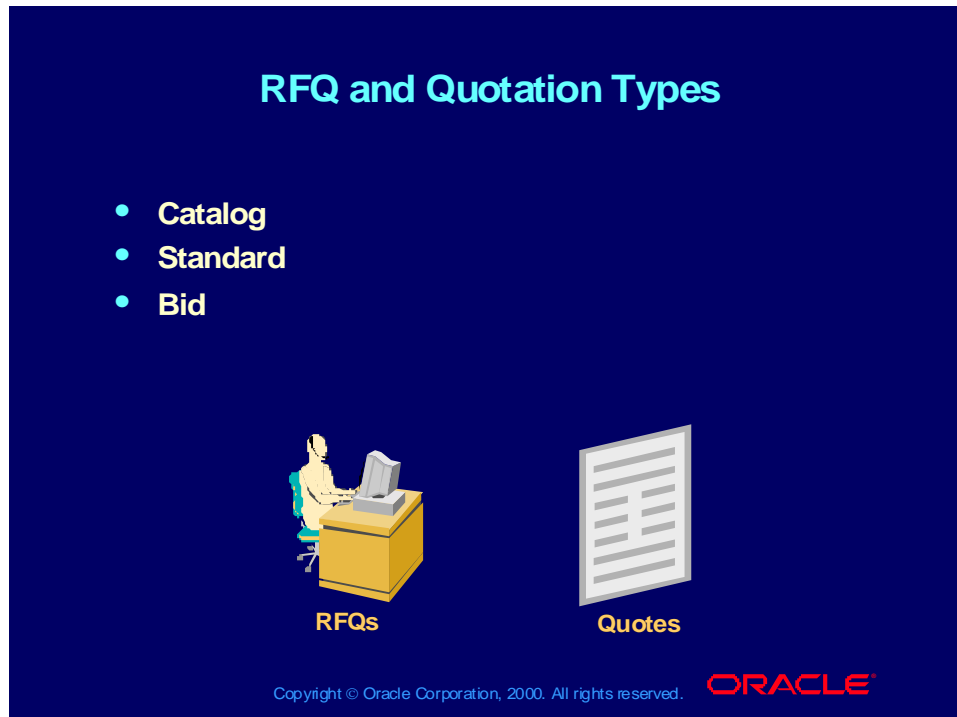 RFQ and Quotation Types
• Catalog
• Standard
• Bid
RFQs
Quotes
Copyright © Oracle Corporation, 2000. All rights reserved.
ORACLE®